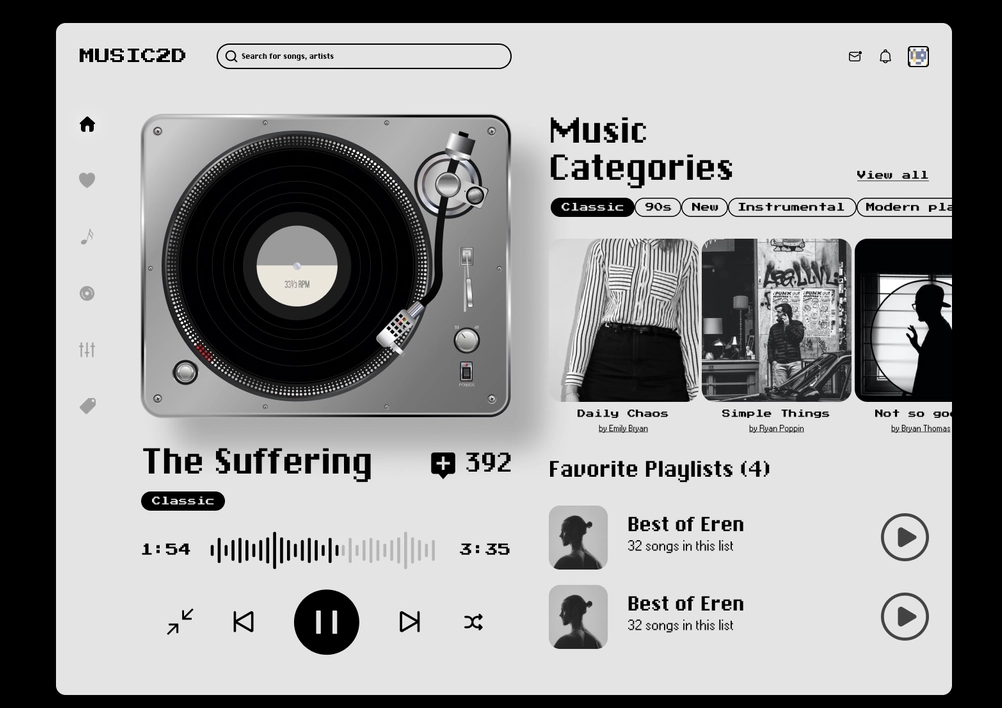 MUSIC2D
Search for songs, artists
33⅓ RPM
POWER
The Suffering
392
Classic
1:54
3:35
Music
Categories
View all
Classic
90s
New
Instrumental
Modern pla
Daily Chaos
by Emily Bryan
Simple Things
by Ryan Poppin
Not so goo
by Bryan Thomas
Favorite Playlists (4)
Best of Eren
32 songs in this list
Best of Eren
32 songs in this list